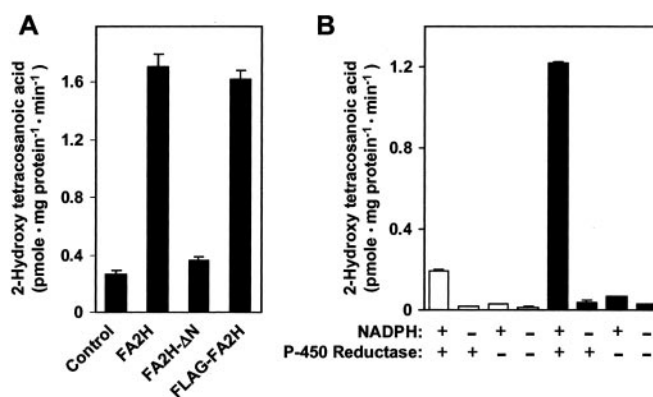 A
2-Hydroxy tetracosanoic acid
(pmole · mg protein⁻¹ · min⁻¹)
1.6
1.2
0.8
0.4
0
Control
FA2H
FA2H-ΔN
FLAG-FA2H
B
2-Hydroxy tetracosanoic acid
(pmole · mg protein⁻¹ · min⁻¹)
1.2
0.8
0.4
0
NADPH: + - + - + - + -
P-450 Reductase: + + - - + + - -